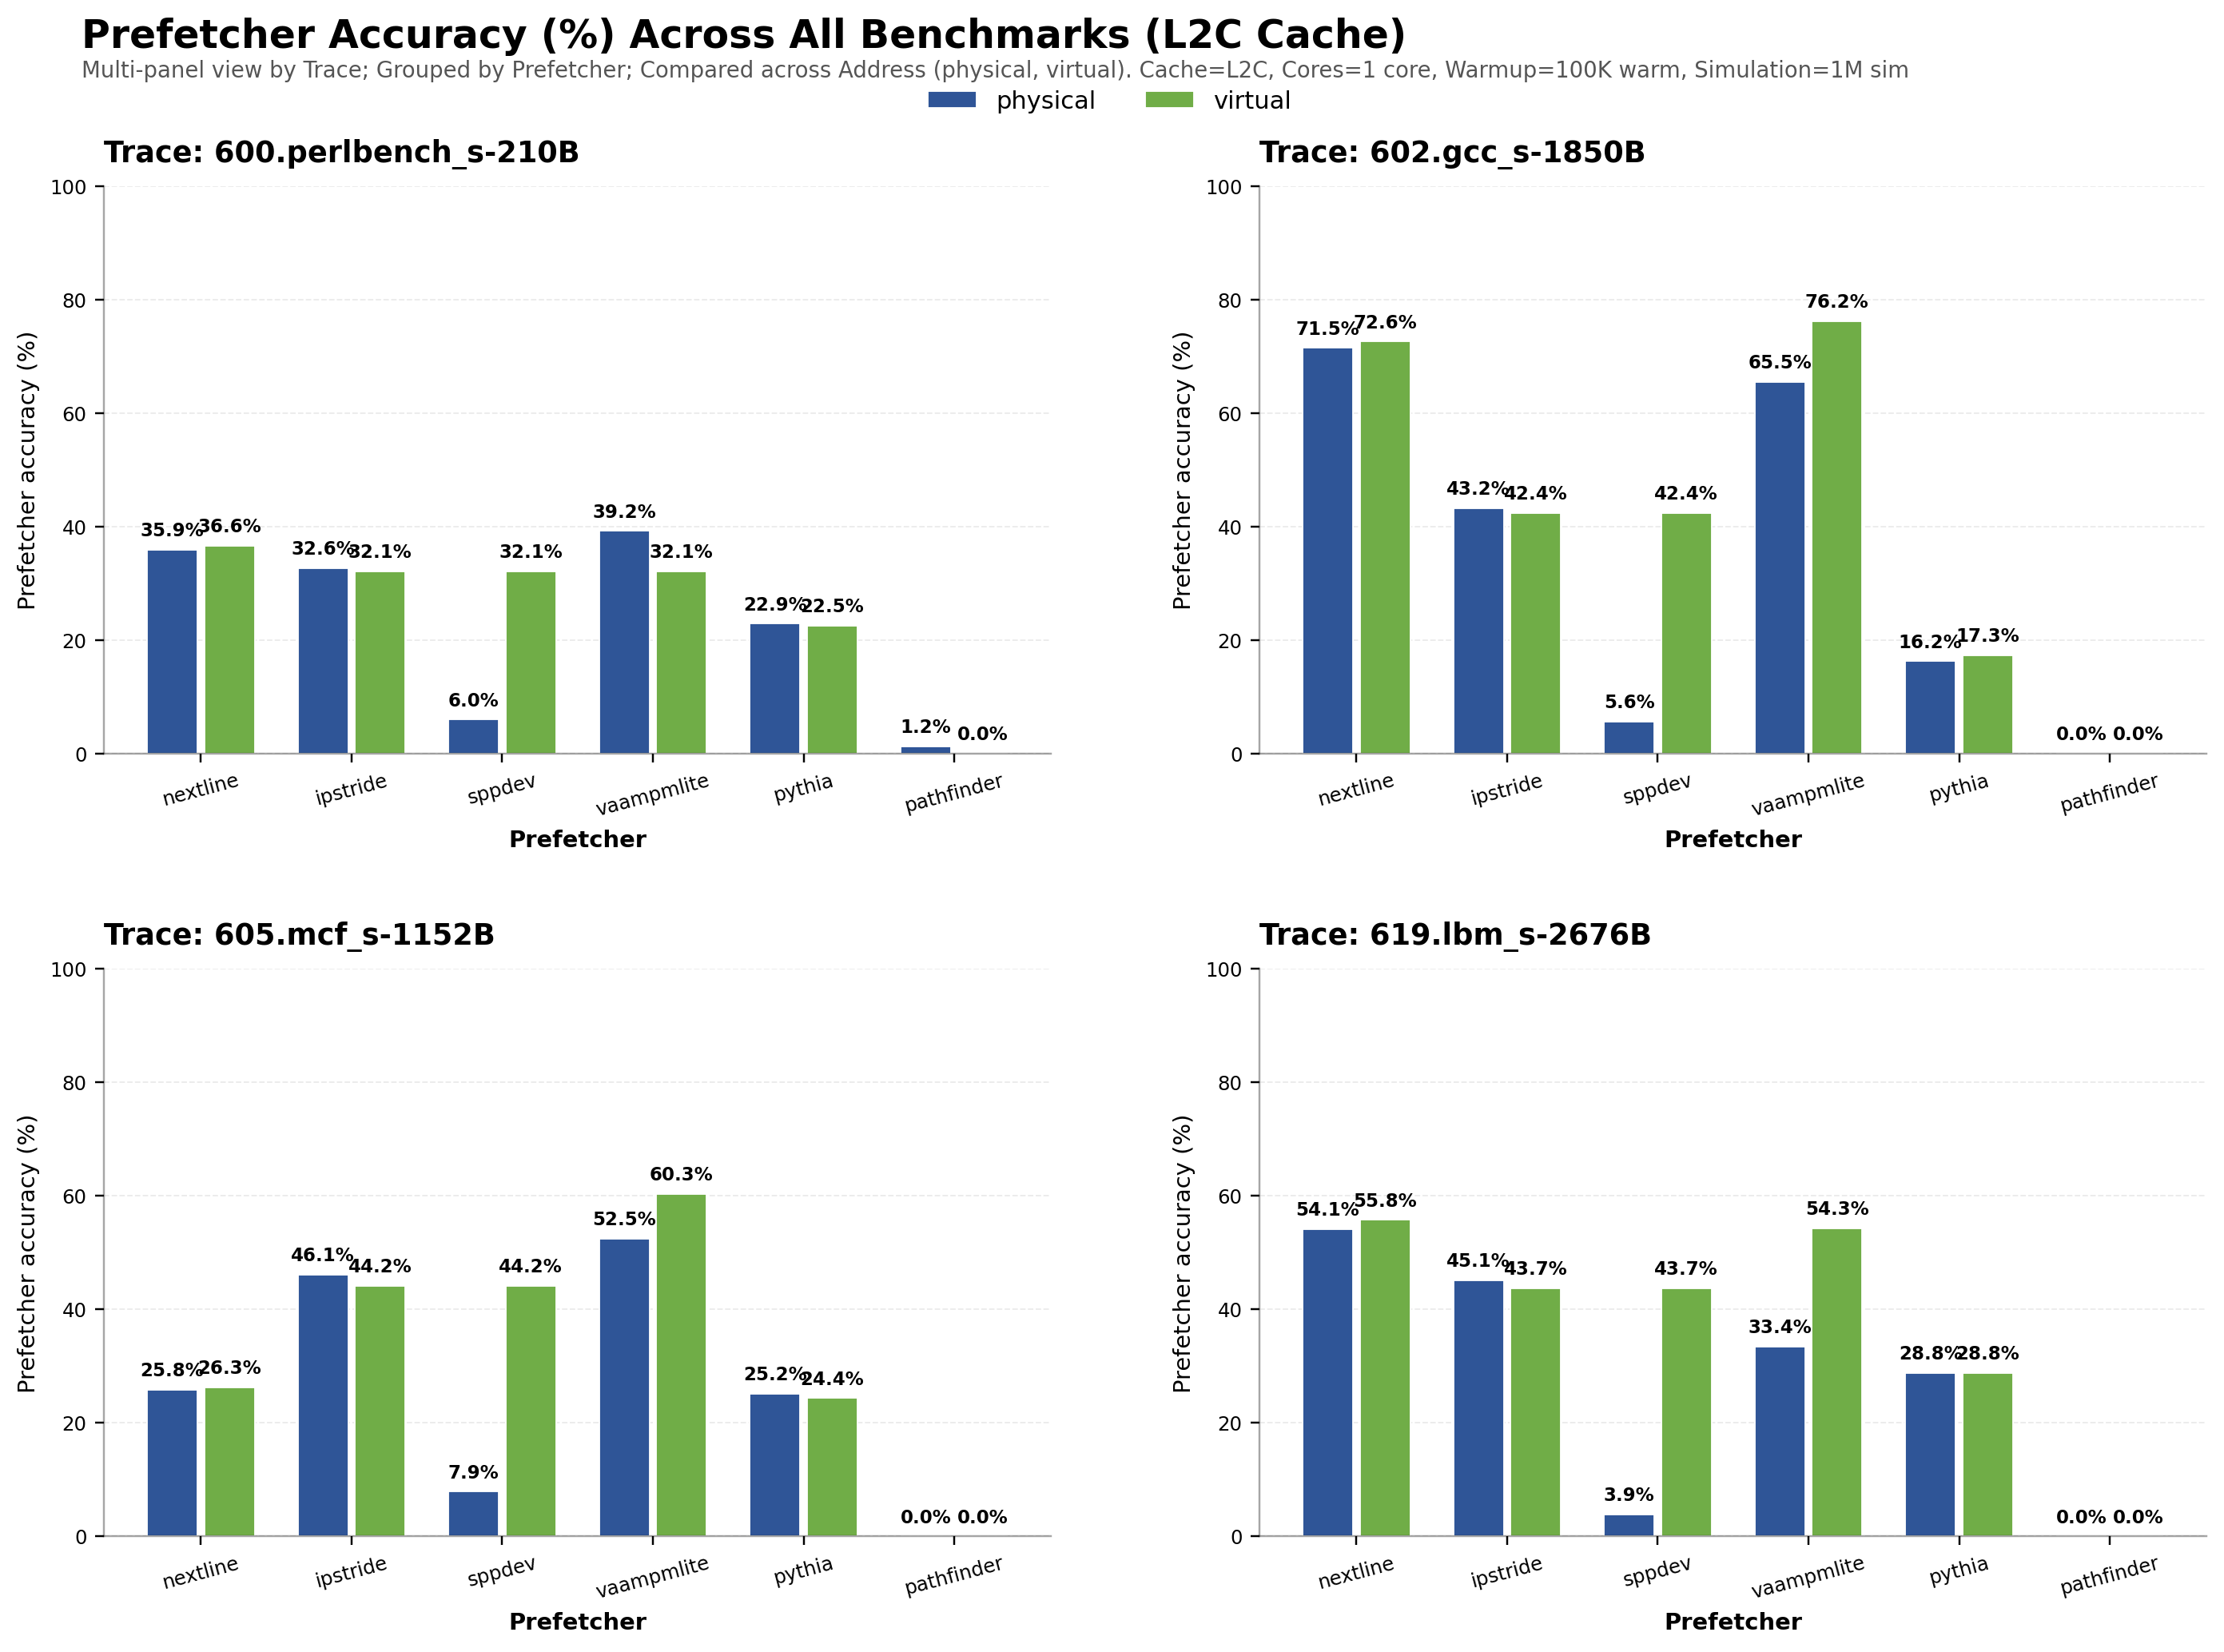 Prefetcher Accuracy (%) Across All Benchmarks (L2C Cache)
Multi-panel view by Trace; Grouped by Prefetcher; Compared across Address (physical, virtual). Cache=L2C, Cores=1 core, Warmup=100K warm, Simulation=1M sim
physical virtual
Trace: 600.perlbench_s-210B
Prefetcher accuracy (%)
100
80
60
40
20
0
35.9% 36.6% 32.6% 32.1% 6.0% 32.1% 39.2% 32.1% 22.9% 22.5% 1.2% 0.0%
nextline ipstride sppdev vaampmlite pythia pathfinder
Prefetcher
Trace: 602.gcc_s-1850B
Prefetcher accuracy (%)
100
80
60
40
20
0
71.5% 72.6% 43.2% 42.4% 5.6% 42.4% 65.5% 76.2% 16.2% 17.3% 0.0% 0.0%
nextline ipstride sppdev vaampmlite pythia pathfinder
Prefetcher
Trace: 605.mcf_s-1152B
Prefetcher accuracy (%)
100
80
60
40
20
0
25.8% 26.3% 46.1% 44.2% 7.9% 44.2% 52.5% 60.3% 25.2% 24.4% 0.0% 0.0%
nextline ipstride sppdev vaampmlite pythia pathfinder
Prefetcher
Trace: 619.lbm_s-2676B
Prefetcher accuracy (%)
100
80
60
40
20
0
54.1% 55.8% 45.1% 43.7% 3.9% 43.7% 33.4% 54.3% 28.8% 28.8% 0.0% 0.0%
nextline ipstride sppdev vaampmlite pythia pathfinder
Prefetcher